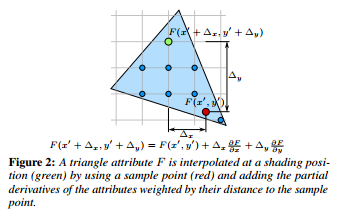 F(x′ + Δx, y′ + Δy)
Δy
F(x′, y′)
Δx
F(x′ + Δx, y′ + Δy) = F(x′, y′) + Δx ∂F/∂x + Δy ∂F/∂y
Figure 2: A triangle attribute F is interpolated at a shading posi-
tion (green) by using a sample point (red) and adding the partial
derivatives of the attributes weighted by their distance to the sample
point.